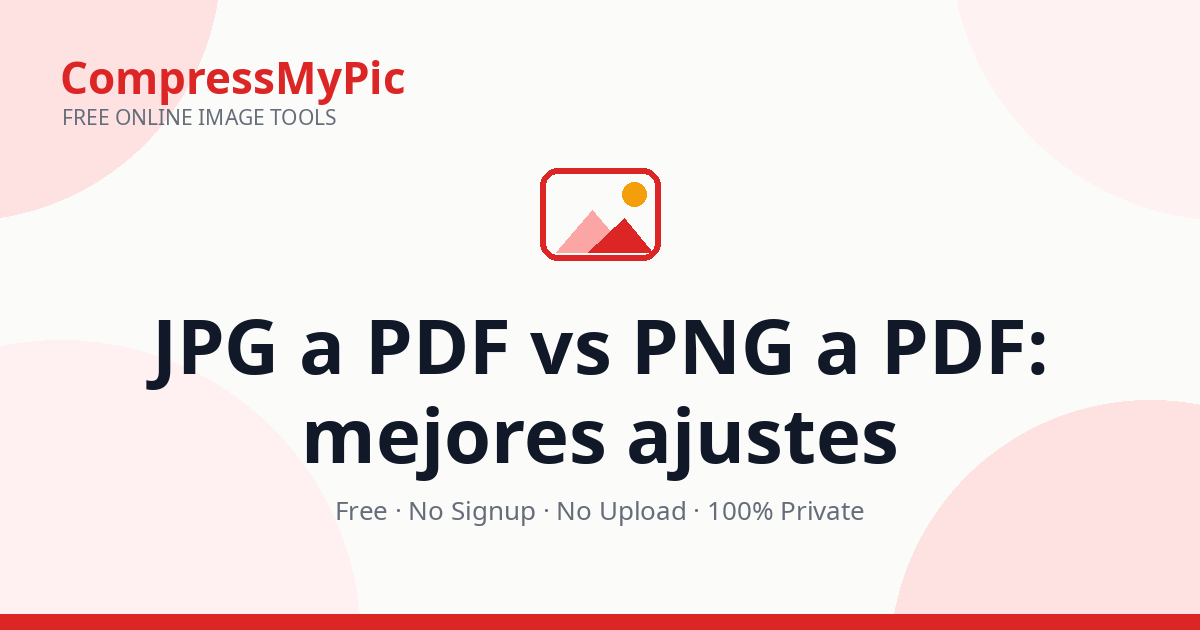 CompressMyPic
FREE ONLINE IMAGE TOOLS
JPG a PDF vs PNG a PDF:
mejores ajustes
Free · No Signup · No Upload · 100% Private